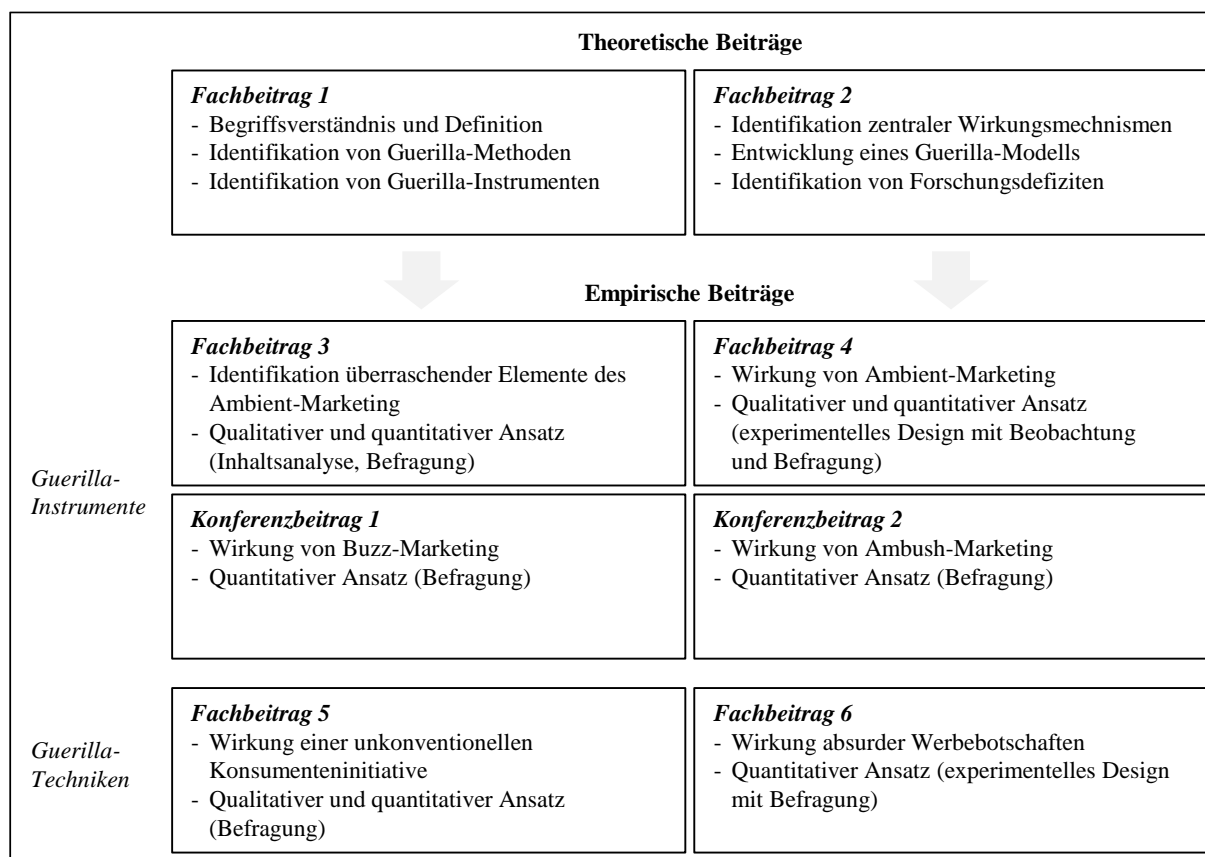 Theoretische Beiträge
Fachbeitrag 1
- Begriffsverständnis und Definition
- Identifikation von Guerilla-Methoden
- Identifikation von Guerilla-Instrumenten
Fachbeitrag 2
- Identifikation zentraler Wirkungsmechnismen
- Entwicklung eines Guerilla-Modells
- Identifikation von Forschungsdefiziten
Empirische Beiträge
Guerilla-
Instrumente
Fachbeitrag 3
- Identifikation überraschender Elemente des
Ambient-Marketing
- Qualitativer und quantitativer Ansatz
(Inhaltsanalyse, Befragung)
Fachbeitrag 4
- Wirkung von Ambient-Marketing
- Qualitativer und quantitativer Ansatz
(experimentelles Design mit Beobachtung
und Befragung)
Konferenzbeitrag 1
- Wirkung von Buzz-Marketing
- Quantitativer Ansatz (Befragung)
Konferenzbeitrag 2
- Wirkung von Ambush-Marketing
- Quantitativer Ansatz (Befragung)
Guerilla-
Techniken
Fachbeitrag 5
- Wirkung einer unkonventionellen
Konsumenteninitiative
- Qualitativer und quantitativer Ansatz
(Befragung)
Fachbeitrag 6
- Wirkung absurder Werbebotschaften
- Quantitativer Ansatz (experimentelles Design
mit Befragung)